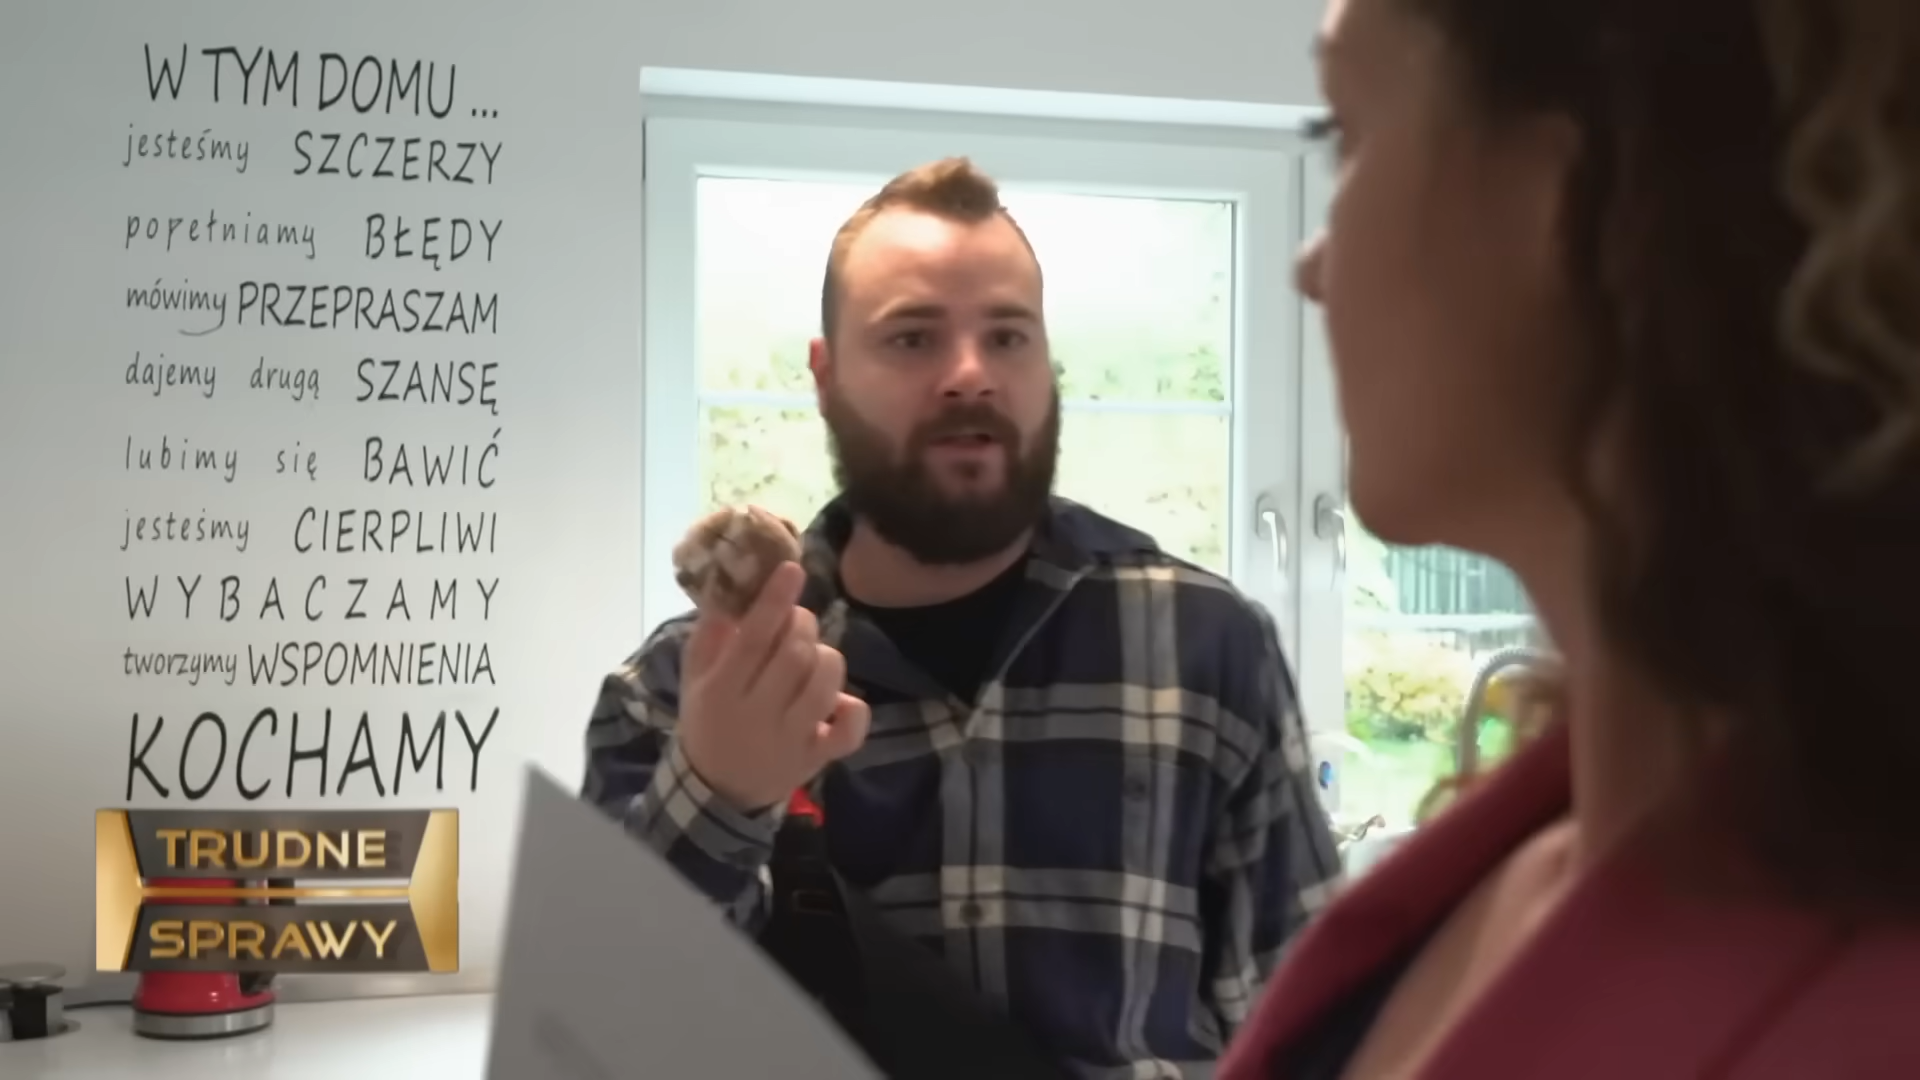 W TYM DOMU ...
jesteśmy SZCZERZY
popełniamy BŁĘDY
mówimy PRZEPRASZAM
dajemy drugą SZANSĘ
lubimy się BAWIĆ
jesteśmy CIERPLIWI
WYBACZAMY
tworzymy WSPOMNIENIA
KOCHAMY
TRUDNE
SPRAWY